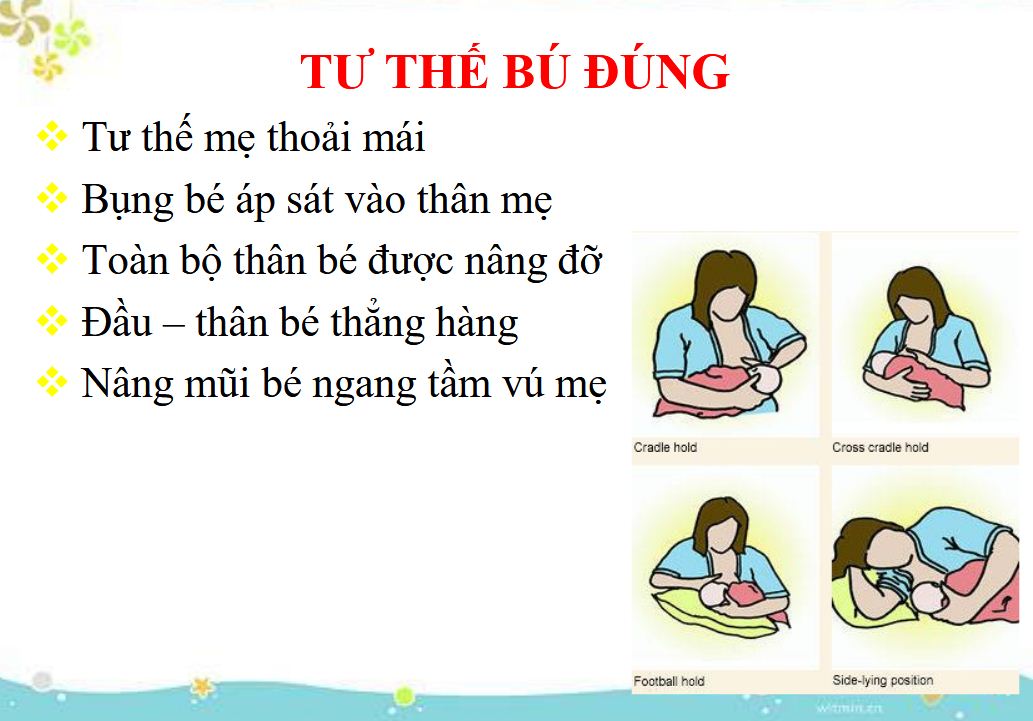 TƯ THẾ BÚ ĐÚNG
Tư thế mẹ thoải mái
Bụng bé áp sát vào thân mẹ
Toàn bộ thân bé được nâng đỡ
Đầu – thân bé thẳng hàng
Nâng mũi bé ngang tầm vú mẹ
Cradle hold
Cross cradle hold
Football hold
Side-lying position